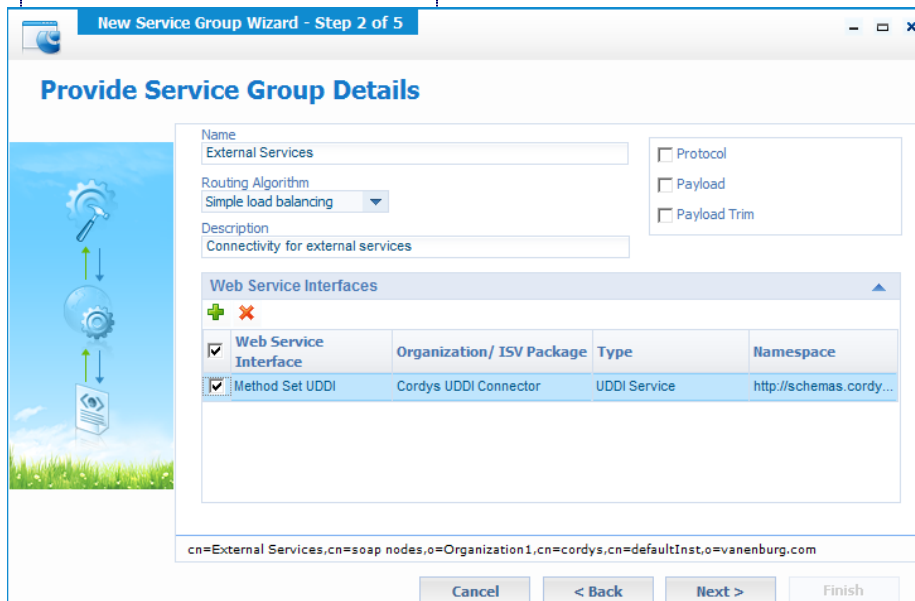 New Service Group Wizard - Step 2 of 5
Provide Service Group Details
Name
External Services
Protocol
Routing Algorithm
Payload
Simple load balancing
Payload Trim
Description
Connectivity for external services
Web Service Interfaces
Web Service Interface Organization/ ISV Package Type Namespace
Method Set UDDI Cordys UDDI Connector UDDI Service http://schemas.cordy...
cn=External Services,cn=soap nodes,o=Organization1,cn=cordys,cn=defaultInst,o=vanenburg.com
Cancel < Back Next > Finish